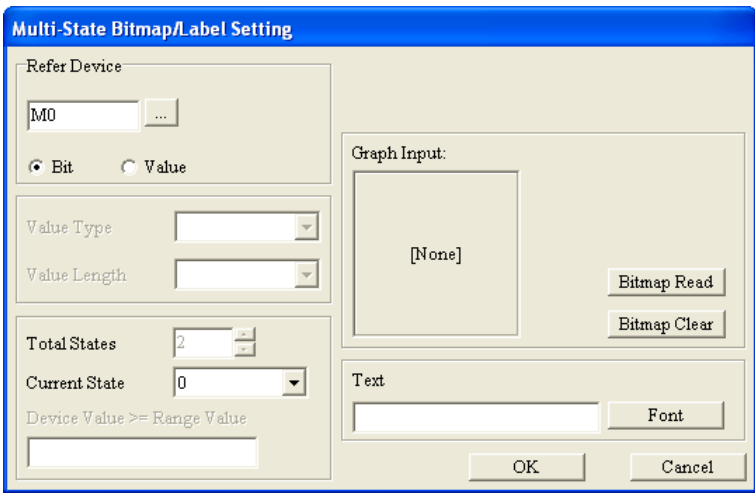 Multi-State Bitmap/Label Setting
Refer Device
M0
...
Bit
Value
Value Type
Value Length
Total States
2
Current State
0
Device Value >= Range Value
Graph Input:
[None]
Bitmap Read
Bitmap Clear
Text
Font
OK
Cancel